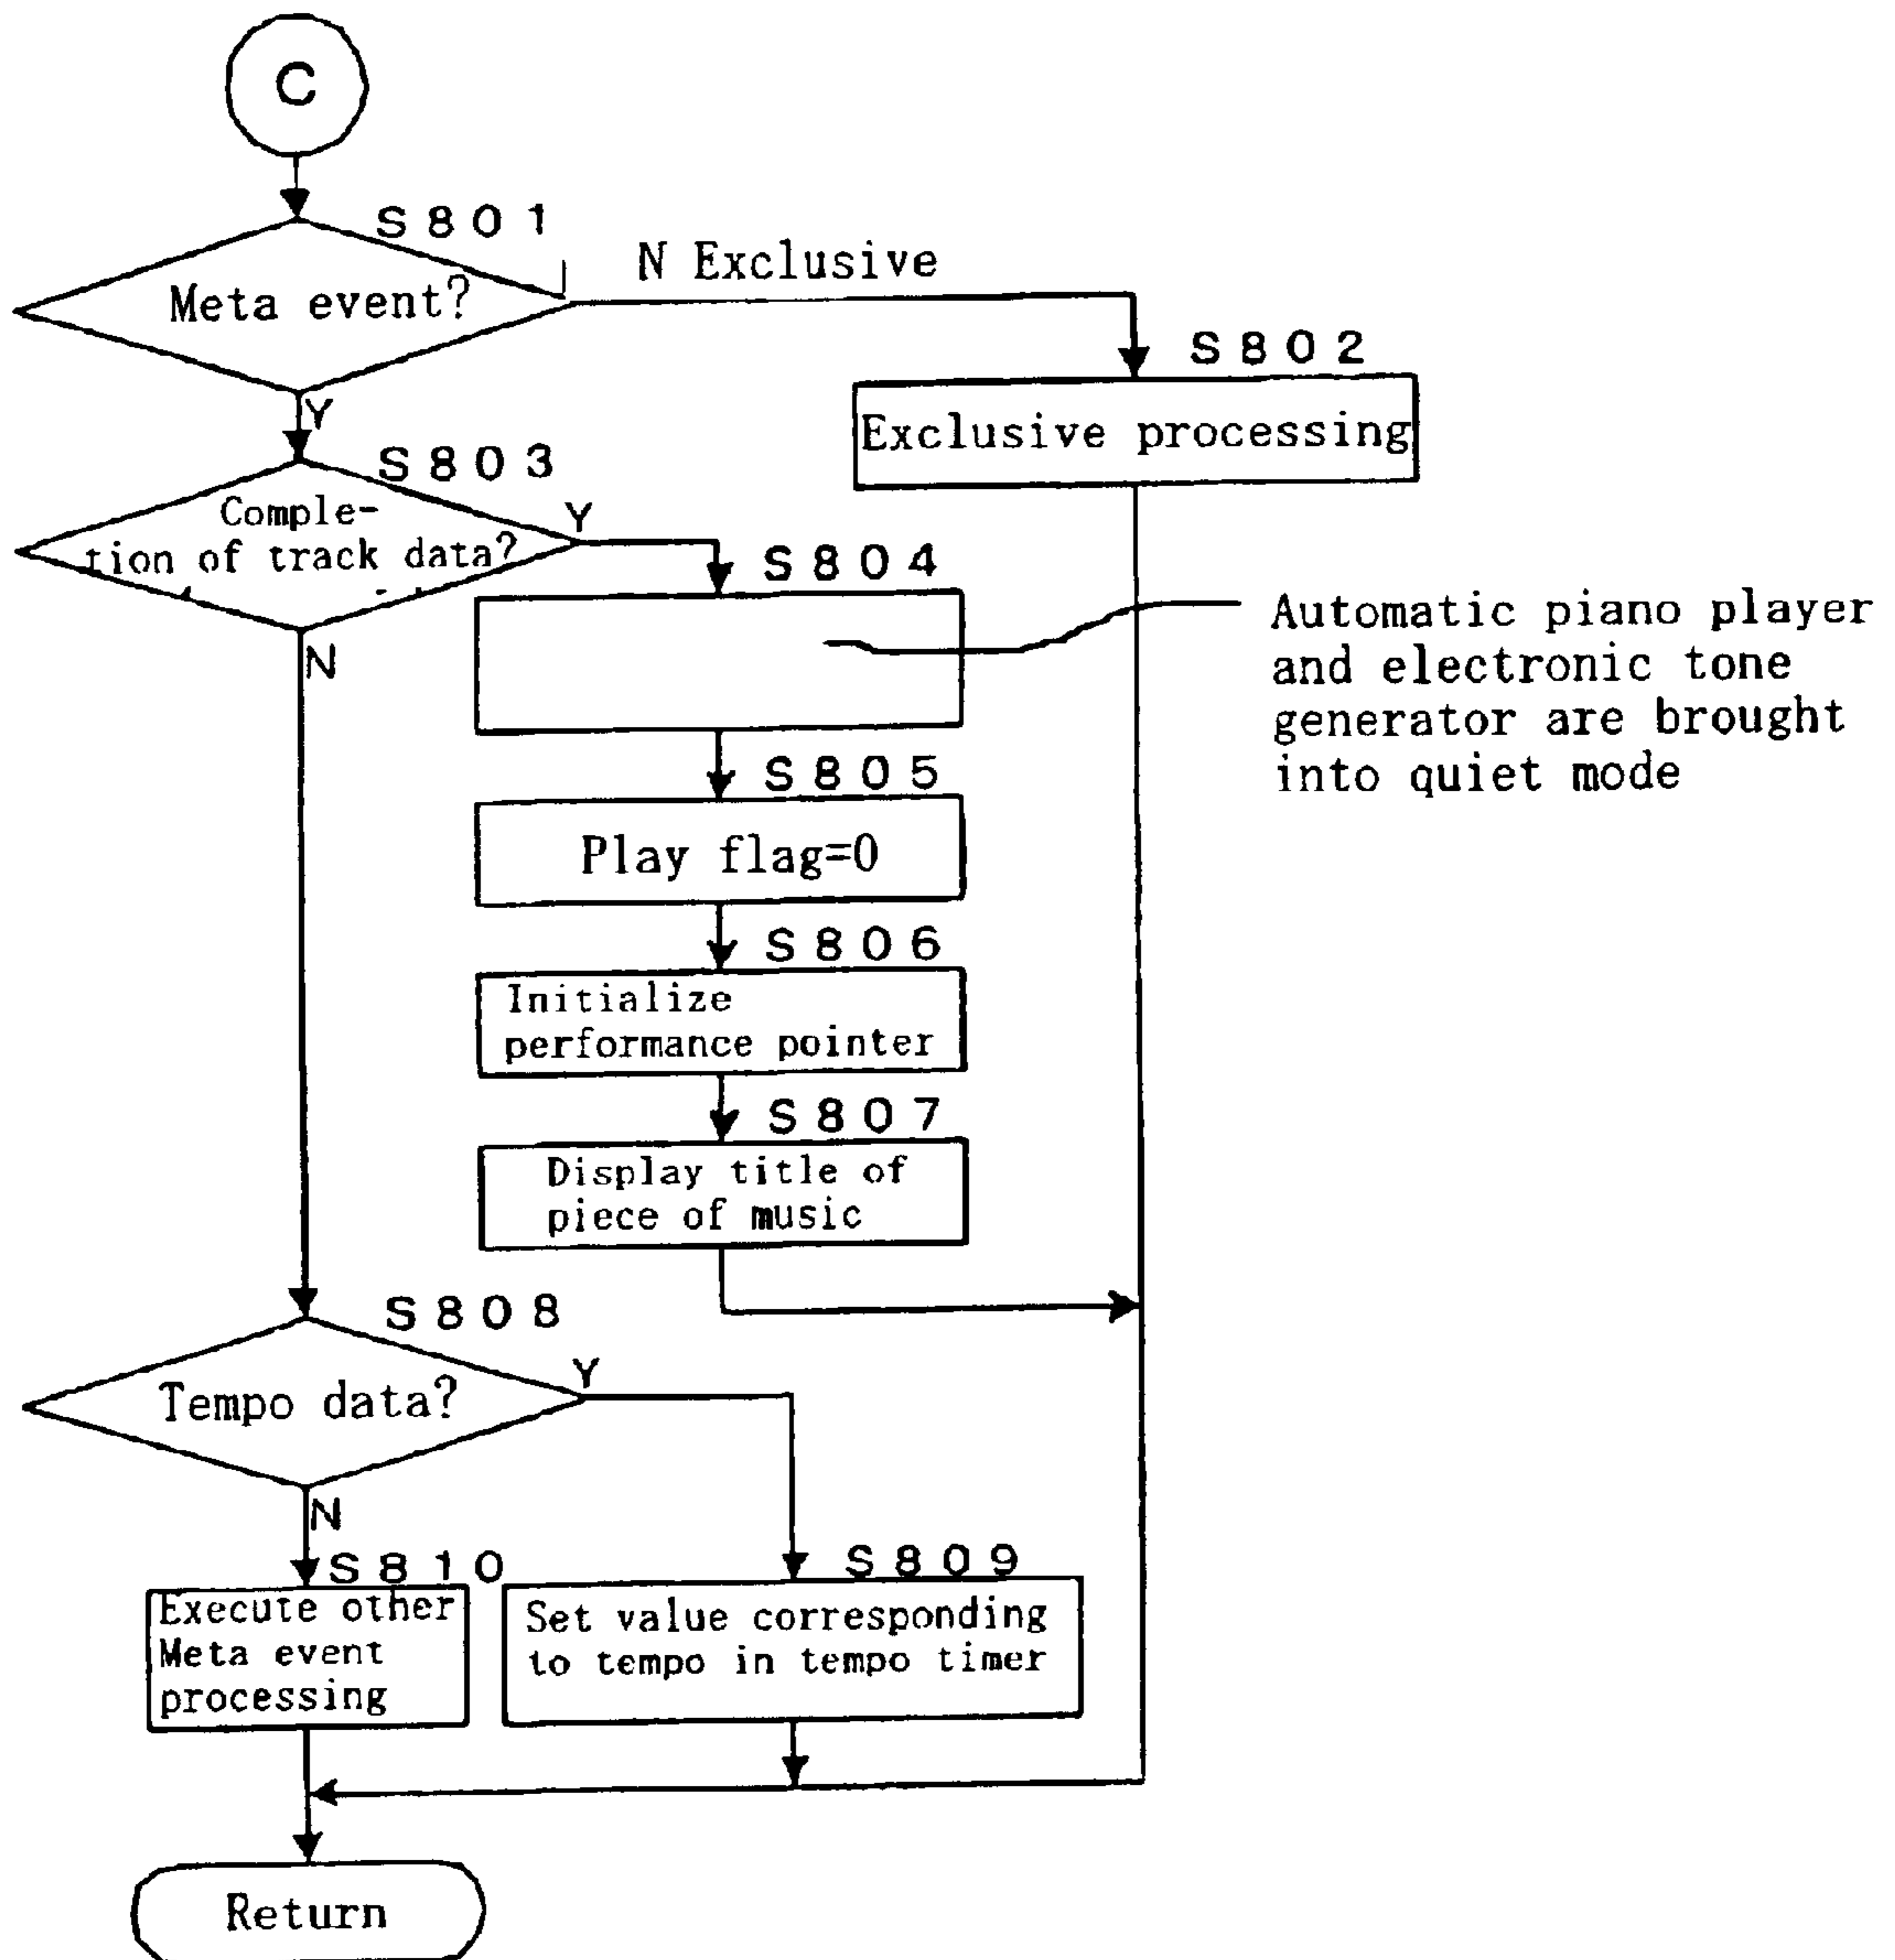 C
S801
Meta event?
N Exclusive
S802
Exclusive processing
Y
S803
Comple-
tion of track data?
Y
S804
Automatic piano player
and electronic tone
generator are brought
into quiet mode
N
S805
Play flag=0
S806
Initialize
performance pointer
S807
Display title of
piece of music
S808
Tempo data?
Y
N
S810
Execute other
Meta event
processing
S809
Set value corresponding
to tempo in tempo timer
Return